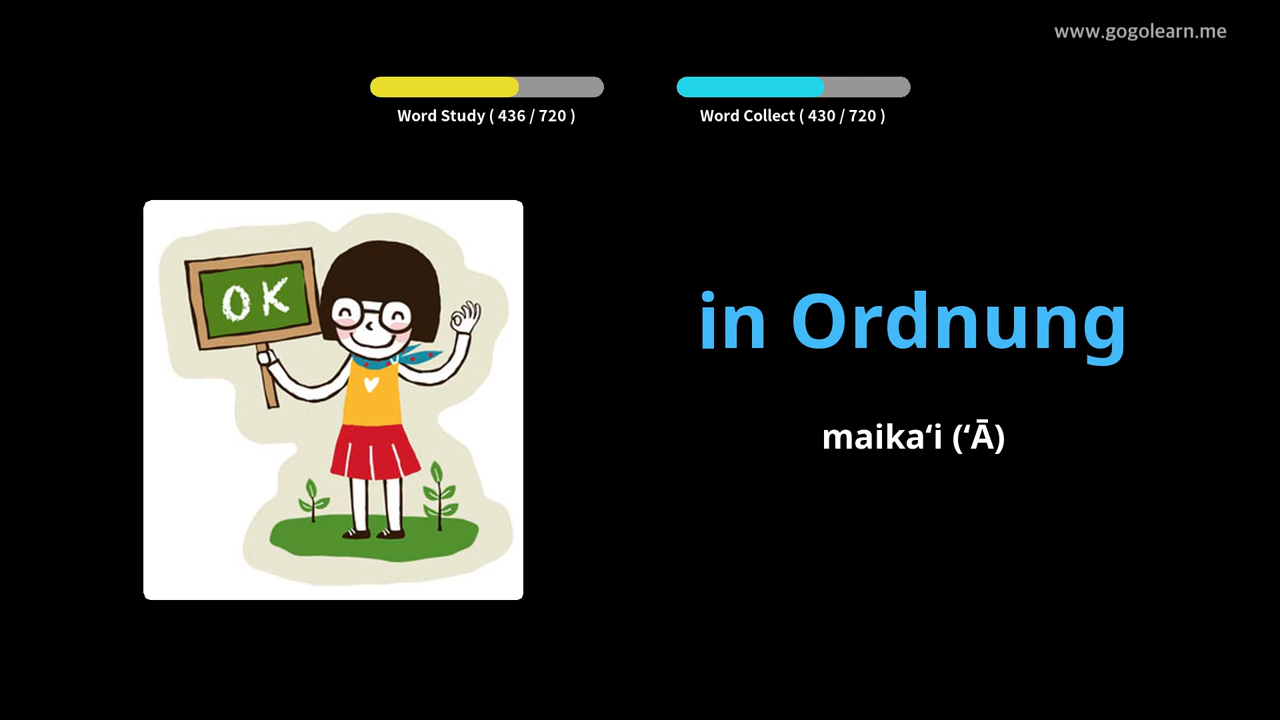 www.gogolearn.me
Word Study ( 436 / 720 )
Word Collect ( 430 / 720 )
OK
in Ordnung
maikaʻi (ʻĀ)